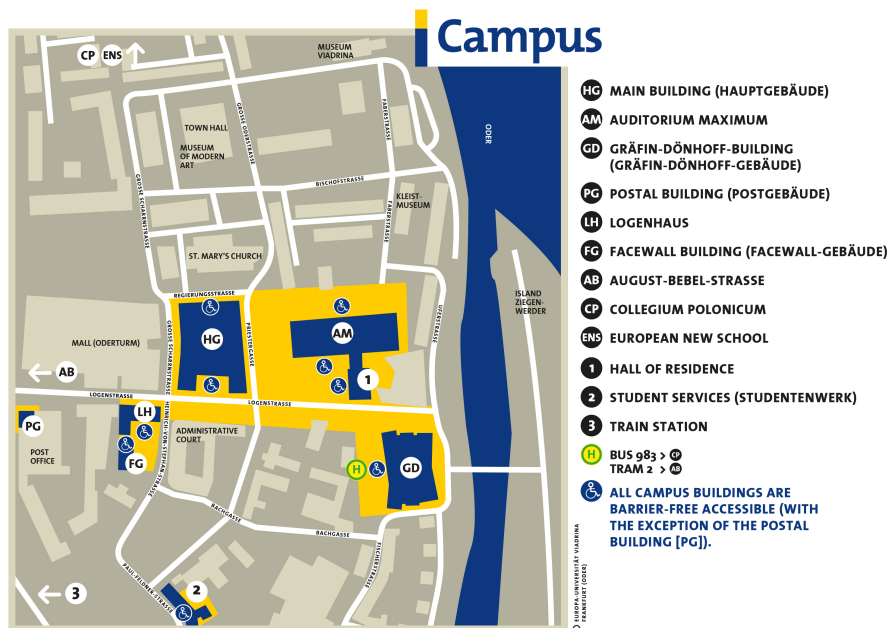 Campus
CP ENS
MUSEUM
VIADRINA
TOWN HALL
MUSEUM
OF MODERN
ART
GROSSE ODERSTRASSE
FABERSTRASSE
ODER
BISCHOFSTRASSE
GROSSE SCHARRNSTRASSE
KLEIST-
MUSEUM
FABERSTRASSE
ST. MARY'S CHURCH
REGIERUNGSSTRASSE
ISLAND
ZIEGEN-
WERDER
UFERSTRASSE
MALL (ODERTURM)
GROSSE SCHARRNSTRASSE
HG
PRIESTERGASSE
AM
AB
1
LOGENSTRASSE
LOGENSTRASSE
LH
PG
HEINRICH-VON-STEPHAN-STRASSE
ADMINISTRATIVE
COURT
POST
OFFICE
FG
H
GD
BACHGASSE
BACHGASSE
FISCHERSTRASSE
PAUL-FELDNER-STRASSE
2
3
HG MAIN BUILDING (HAUPTGEBÄUDE)
AM AUDITORIUM MAXIMUM
GD GRÄFIN-DÖNHOFF-BUILDING
(GRÄFIN-DÖNHOFF-GEBÄUDE)
PG POSTAL BUILDING (POSTGEBÄUDE)
LH LOGENHAUS
FG FACEWALL BUILDING (FACEWALL-GEBÄUDE)
AB AUGUST-BEBEL-STRASSE
CP COLLEGIUM POLONICUM
ENS EUROPEAN NEW SCHOOL
1 HALL OF RESIDENCE
2 STUDENT SERVICES (STUDENTENWERK)
3 TRAIN STATION
H BUS 983 > CP
TRAM 2 > AB
ALL CAMPUS BUILDINGS ARE
BARRIER-FREE ACCESSIBLE (WITH
THE EXCEPTION OF THE POSTAL
BUILDING [PG]).
EUROPA-UNIVERSITÄT VIADRINA
FRANKFURT (ODER)